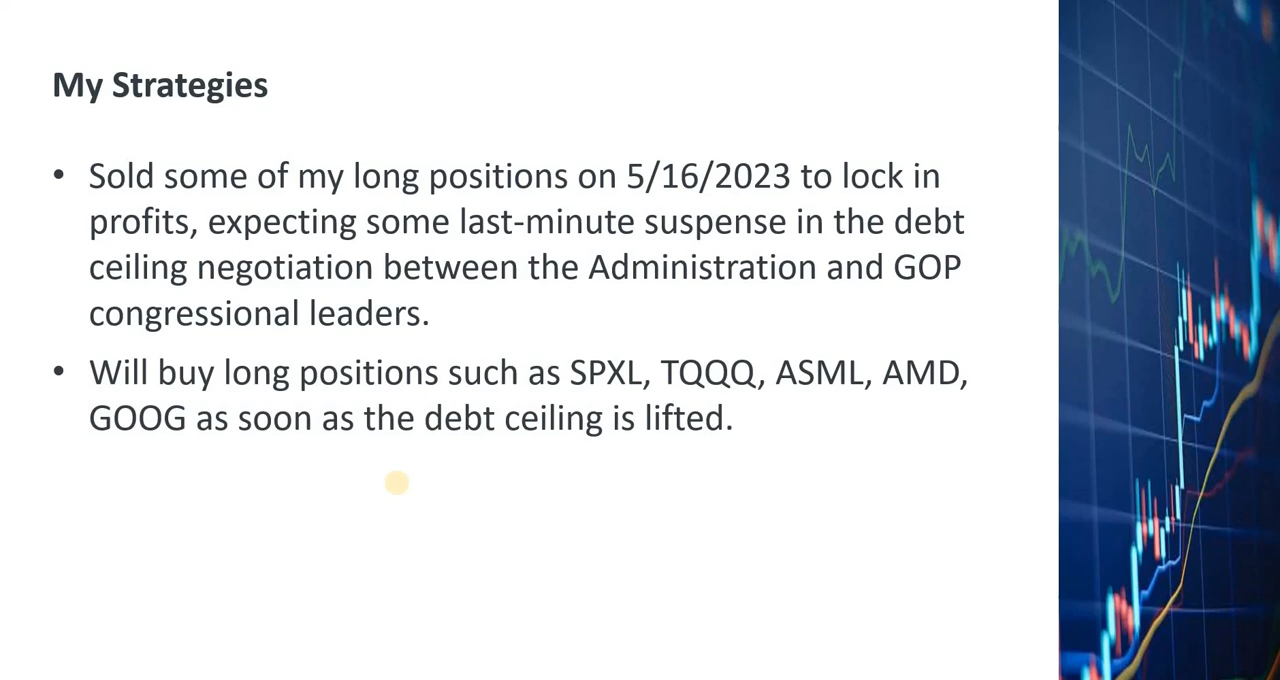 My Strategies
• Sold some of my long positions on 5/16/2023 to lock in
profits, expecting some last-minute suspense in the debt
ceiling negotiation between the Administration and GOP
congressional leaders.
• Will buy long positions such as SPXL, TQQQ, ASML, AMD,
GOOG as soon as the debt ceiling is lifted.